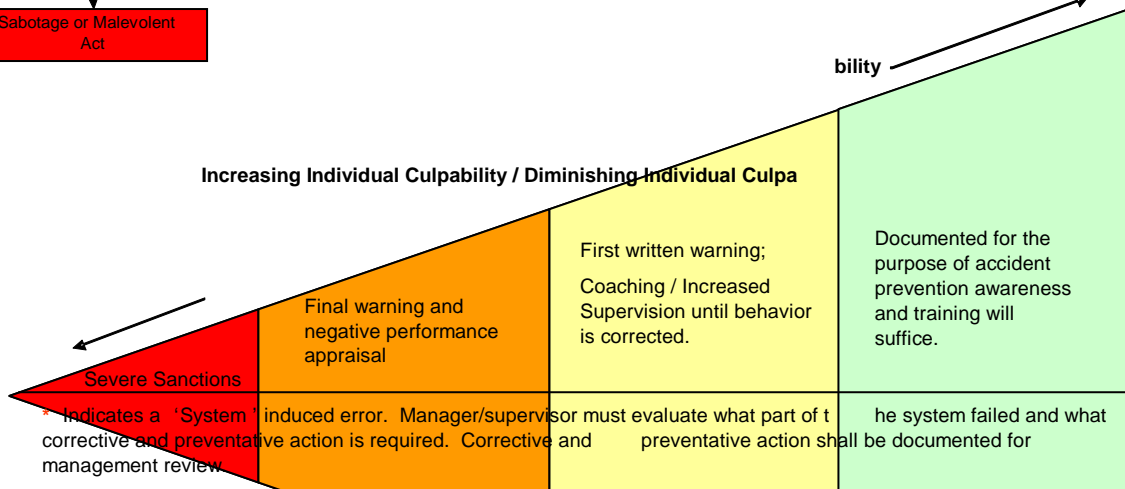 Sabotage or Malevolent
Act
bility
Increasing Individual Culpability / Diminishing Individual Culpa
Documented for the
purpose of accident
prevention awareness
and training will
suffice.
First written warning;
Coaching / Increased
Supervision until behavior
is corrected.
Final warning and
negative performance
appraisal
Severe Sanctions
* Indicates a 'System' induced error. Manager/supervisor must evaluate what part of t he system failed and what
corrective and preventative action is required. Corrective and preventative action shall be documented for
management review